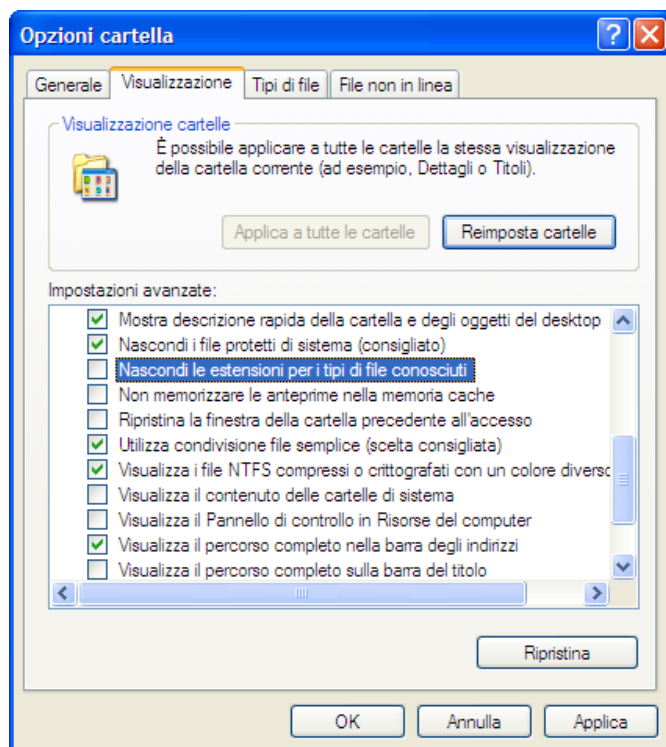 Opzioni cartella
Generale
Visualizzazione
Tipi di file
File non in linea
Visualizzazione cartelle
È possibile applicare a tutte le cartelle la stessa visualizzazione
della cartella corrente (ad esempio, Dettagli o Titoli).
Applica a tutte le cartelle
Reimposta cartelle
Impostazioni avanzate:
Mostra descrizione rapida della cartella e degli oggetti del desktop
Nascondi i file protetti di sistema (consigliato)
Nascondi le estensioni per i tipi di file conosciuti
Non memorizzare le anteprime nella memoria cache
Ripristina la finestra della cartella precedente all'accesso
Utilizza condivisione file semplice (scelta consigliata)
Visualizza i file NTFS compressi o crittografati con un colore diverso
Visualizza il contenuto delle cartelle di sistema
Visualizza il Pannello di controllo in Risorse del computer
Visualizza il percorso completo nella barra degli indirizzi
Visualizza il percorso completo sulla barra del titolo
Ripristina
OK
Annulla
Applica